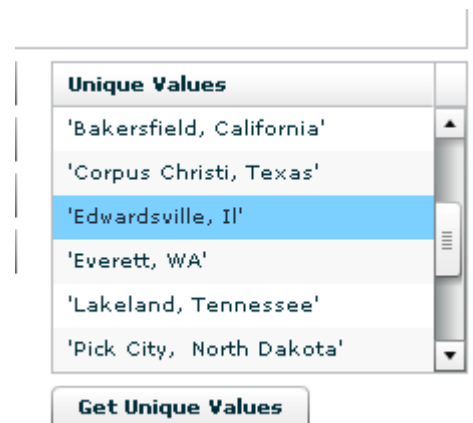 Unique Values
'Bakersfield, California'
'Corpus Christi, Texas'
'Edwardsville, Il'
'Everett, WA'
'Lakeland, Tennessee'
'Pick City,  North Dakota'
Get Unique Values